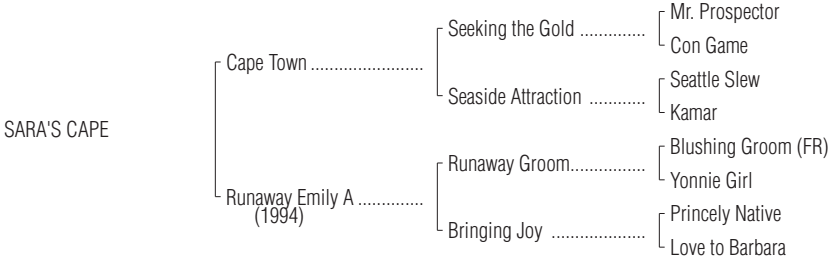 Mr. Prospector
Seeking the Gold ..............
Con Game
Cape Town ........................
Seattle Slew
Seaside Attraction ............
Kamar
SARA'S CAPE
Blushing Groom (FR)
Runaway Groom................
Yonnie Girl
Runaway Emily A ..............
(1994)
Princely Native
Bringing Joy ....................
Love to Barbara